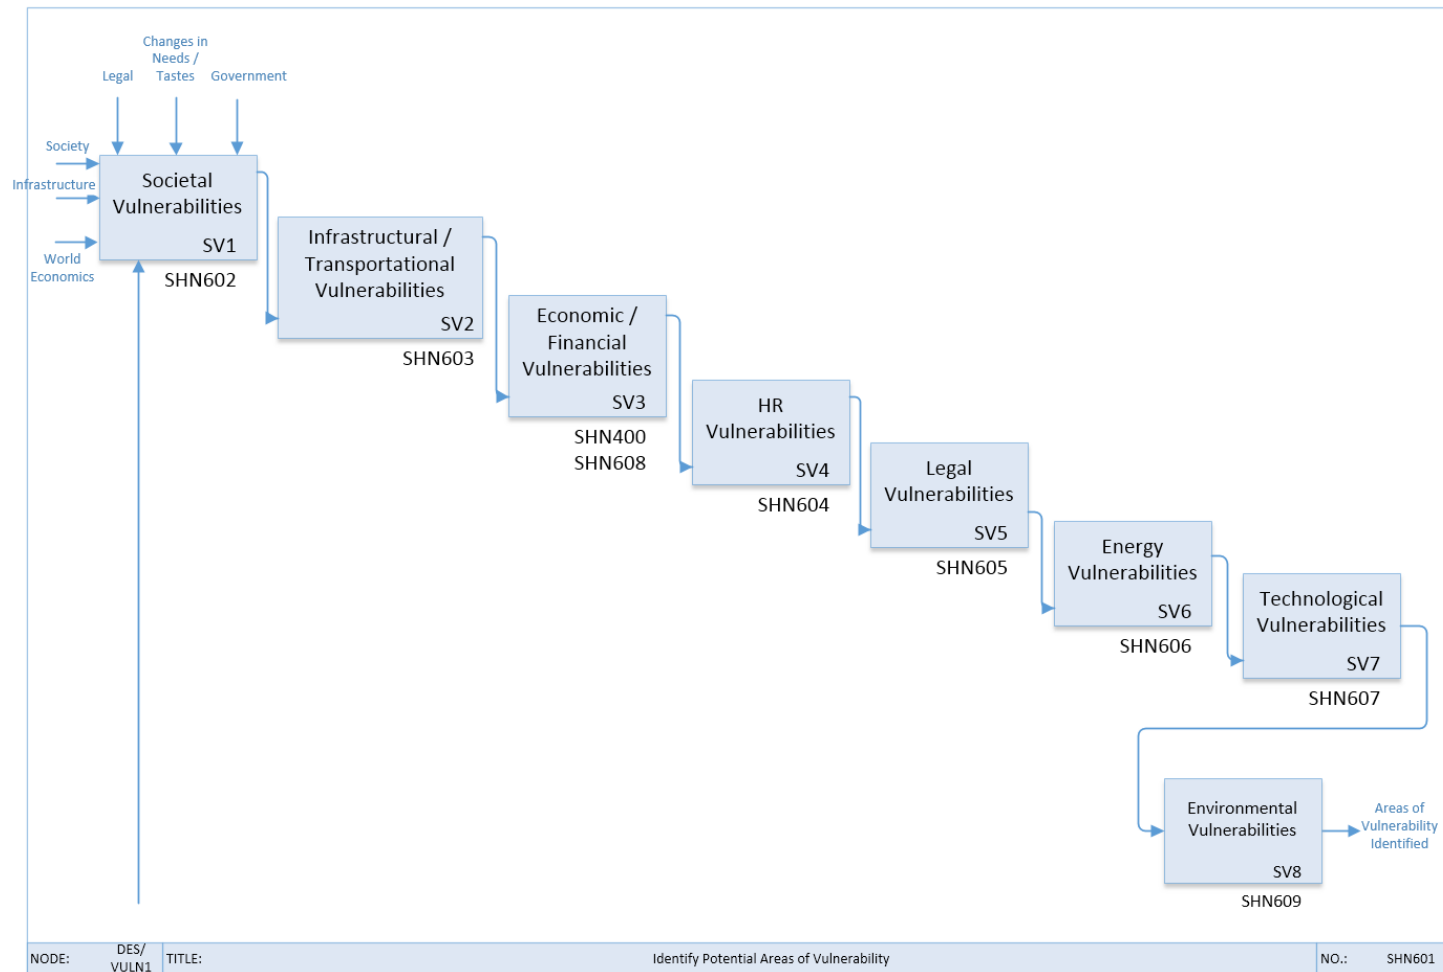 Changes in
Needs /
Tastes
Legal
Government
Society
Infrastructure
World
Economics
Societal
Vulnerabilities
SV1
SHN602
Infrastructural /
Transportational
Vulnerabilities
SV2
SHN603
Economic /
Financial
Vulnerabilities
SV3
SHN400
SHN608
HR
Vulnerabilities
SV4
SHN604
Legal
Vulnerabilities
SV5
SHN605
Energy
Vulnerabilities
SV6
SHN606
Technological
Vulnerabilities
SV7
SHN607
Environmental
Vulnerabilities
SV8
SHN609
Areas of
Vulnerability
Identified
NODE:
DES/
VULN1
TITLE:
Identify Potential Areas of Vulnerability
NO.:
SHN601